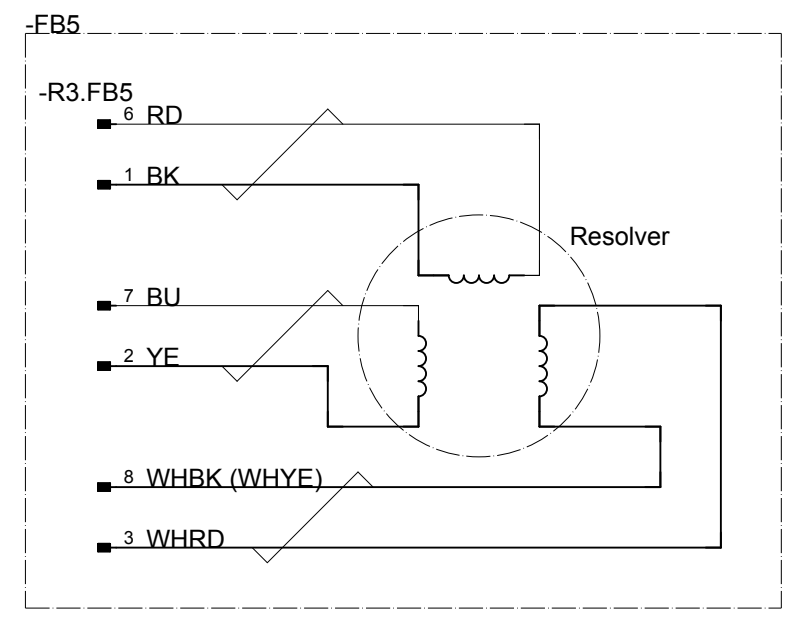 -FB5
-R3.FB5
6 RD
1 BK
Resolver
7 BU
2 YE
8 WHBK (WHYE)
3 WHRD